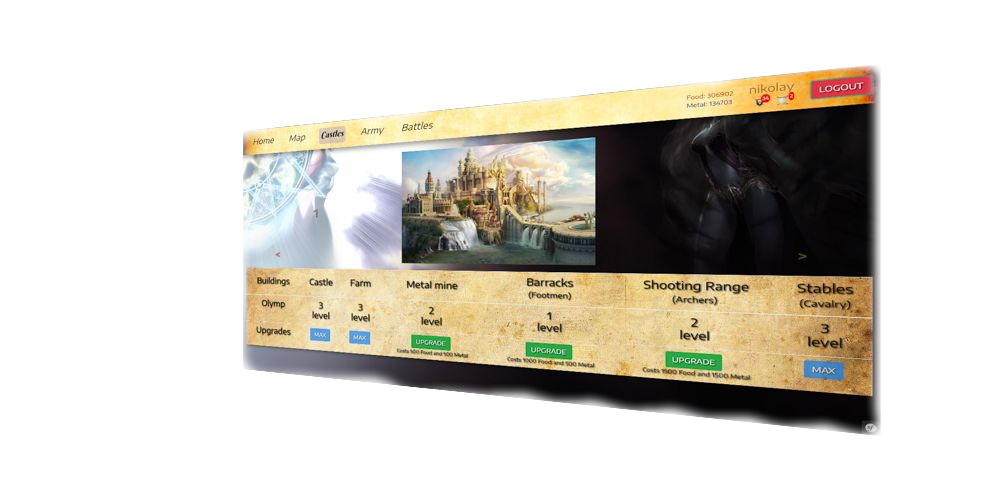 Home Map Castles Army Battles
Food: 306902
Metal: 134703
nikolay
LOGOUT
1
< >
Buildings Castle Farm Metal mine Barracks (Footmen) Shooting Range (Archers) Stables (Cavalry)
Olymp 3 level 3 level 2 level 1 level 2 level 3 level
Upgrades MAX MAX UPGRADE UPGRADE UPGRADE MAX
Costs 500 Food and 500 Metal Costs 1000 Food and 500 Metal Costs 1500 Food and 1500 Metal